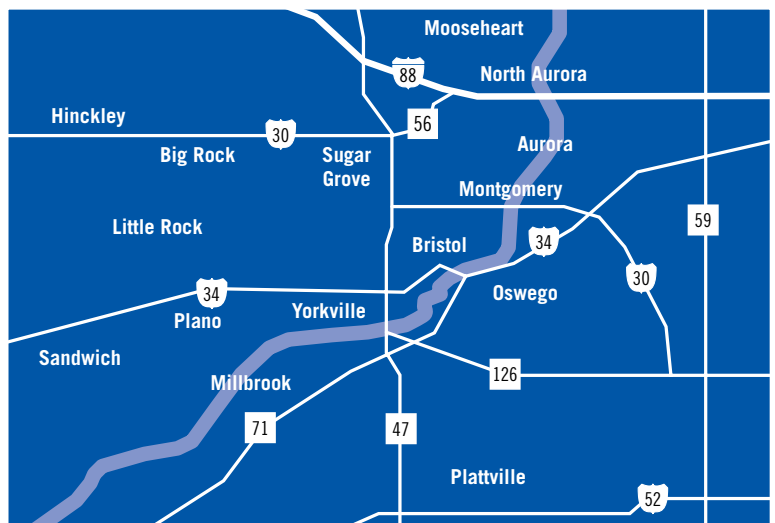 Mooseheart
88
North Aurora
Hinckley
56
30
Aurora
Big Rock
Sugar
Grove
Montgomery
59
Little Rock
Bristol
34
30
34
Oswego
Yorkville
Plano
Sandwich
126
Millbrook
71
47
Plattville
52